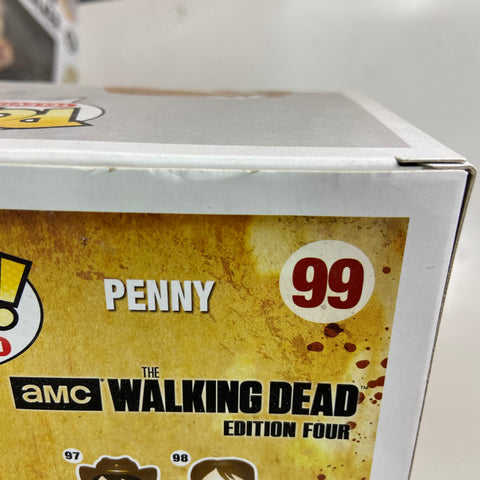 PENNY
99
THE
aMC WALKING DEAD
EDITION FOUR
97 98